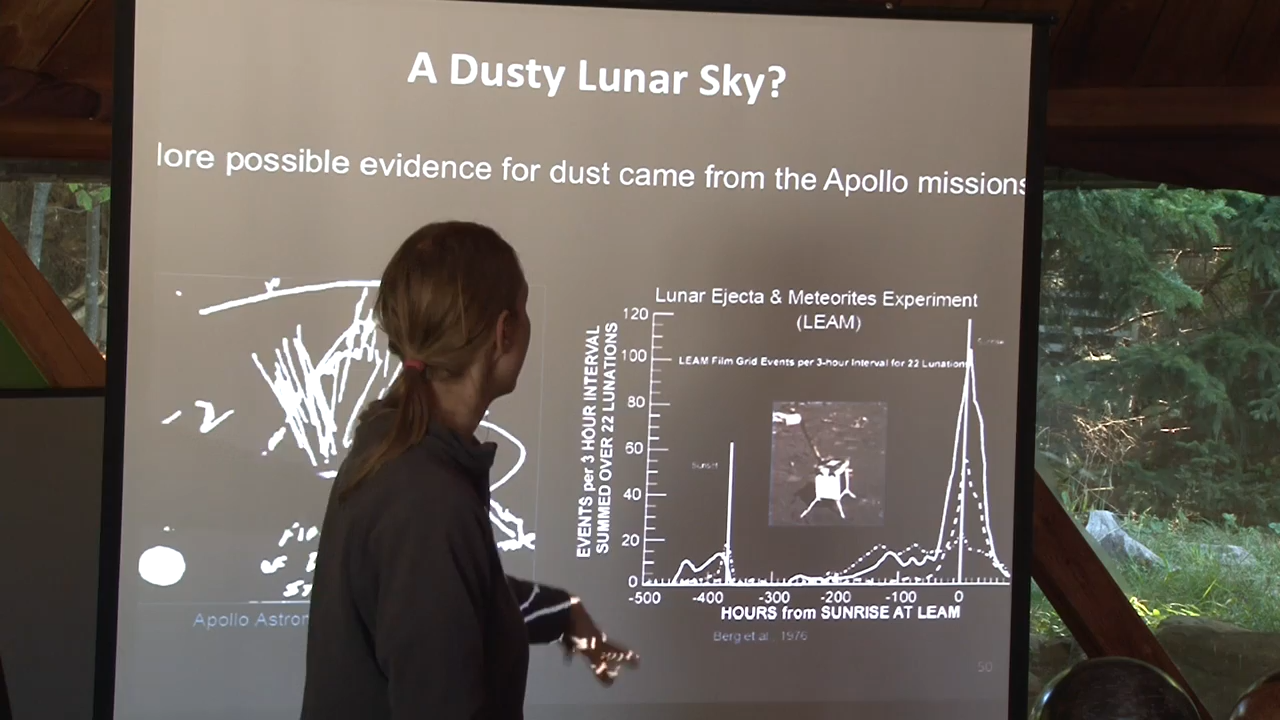 A Dusty Lunar Sky?
lore possible evidence for dust came from the Apollo missions
Lunar Ejecta & Meteorites Experiment
(LEAM)
LEAM Film Grid Events per 3-hour Interval for 22 Lunations
EVENTS per 3 HOUR INTERVAL
SUMMED OVER 22 LUNATIONS
120
100
80
60
40
20
0
Sunset
Sunrise
-500
-400
-300
-200
-100
0
HOURS from SUNRISE AT LEAM
Berg et al., 1976
-2
Apollo Astron
50